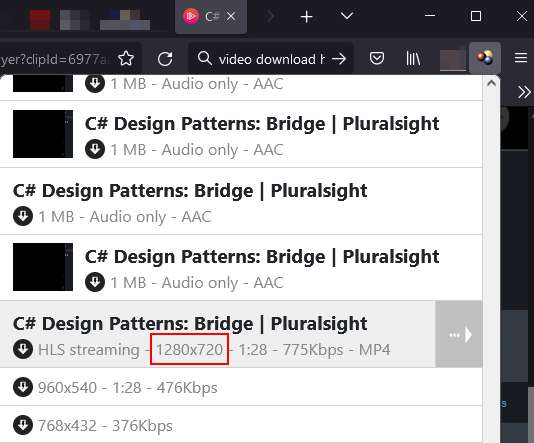 C#
yer?clipId=6977a
video download h
1 MB - Audio only - AAC
C# Design Patterns: Bridge | Pluralsight
1 MB - Audio only - AAC
C# Design Patterns: Bridge | Pluralsight
1 MB - Audio only - AAC
C# Design Patterns: Bridge | Pluralsight
1 MB - Audio only - AAC
C# Design Patterns: Bridge | Pluralsight
HLS streaming - 1280x720 - 1:28 - 775Kbps - MP4
960x540 - 1:28 - 476Kbps
768x432 - 376Kbps